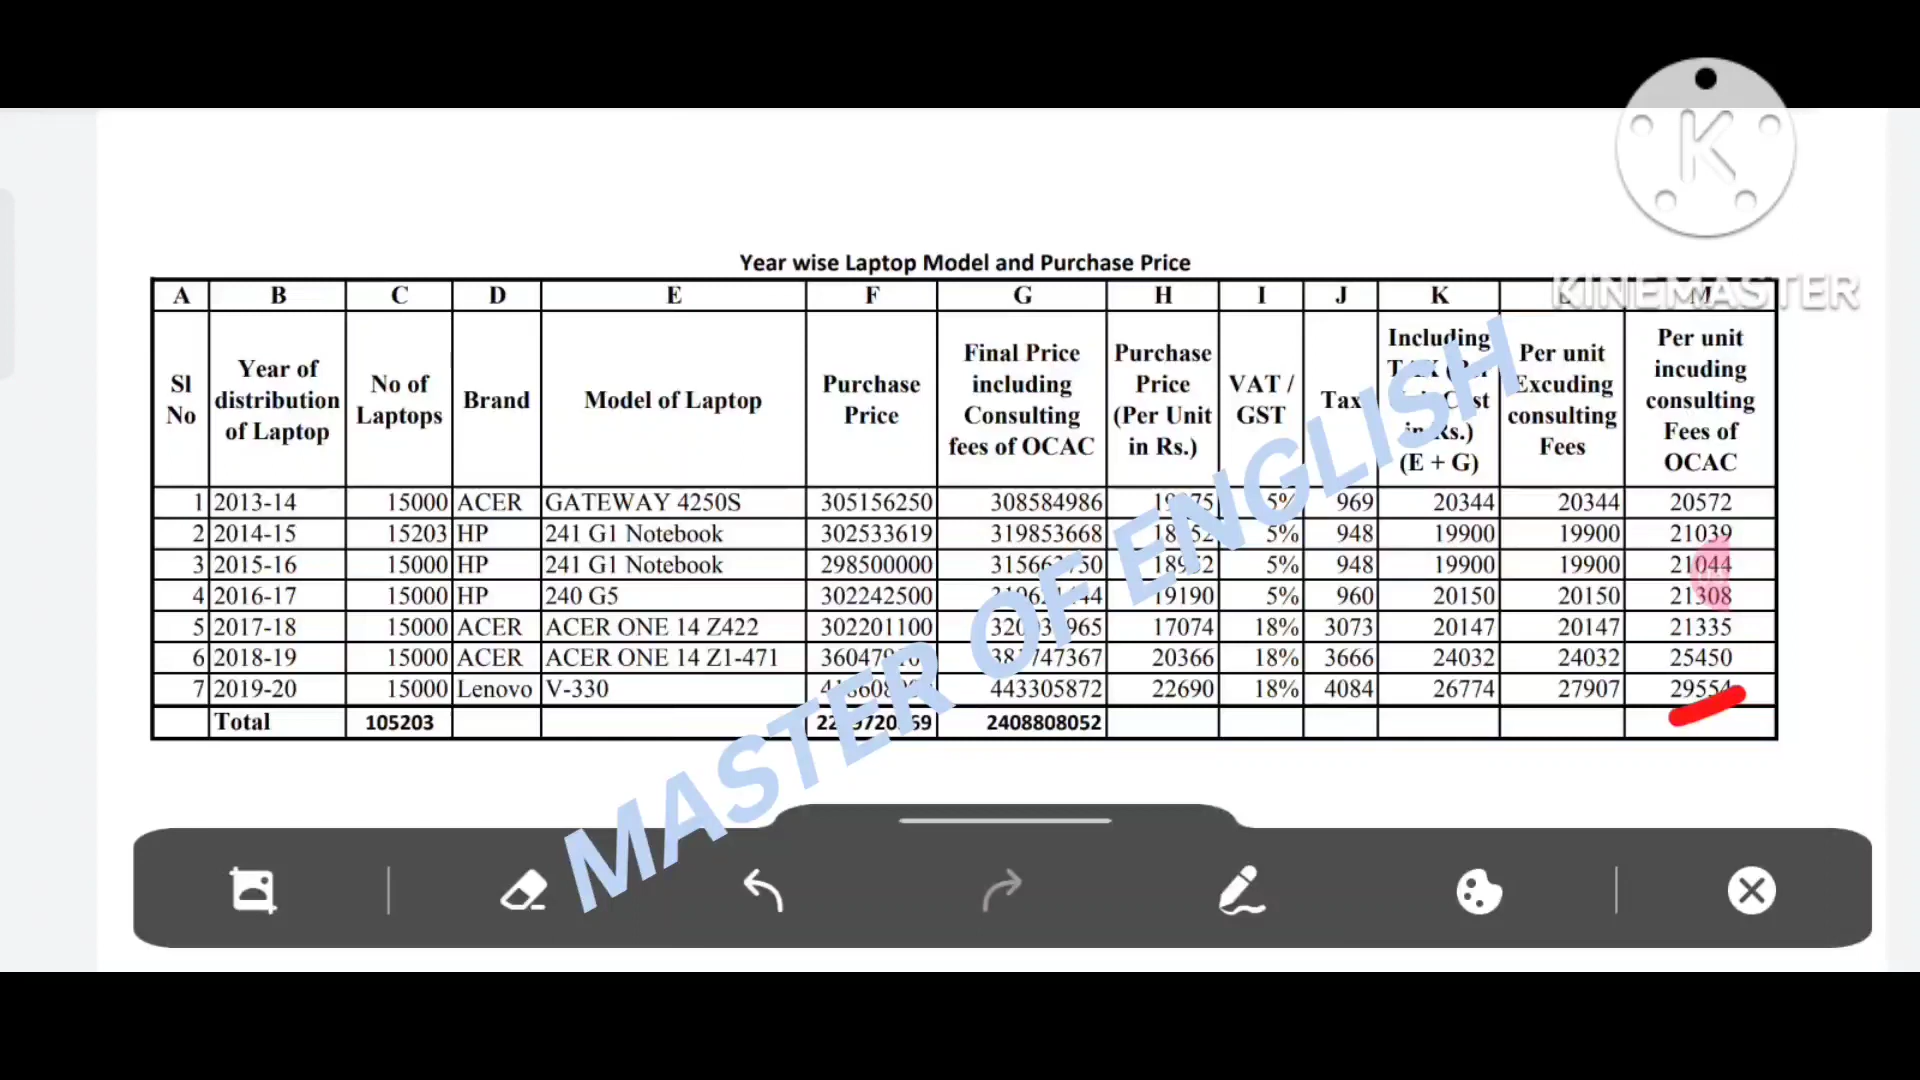 K
KINEMASTER
Year wise Laptop Model and Purchase Price
A B C D E F G H I J K L M
Sl No Year of distribution of Laptop No of Laptops Brand Model of Laptop Purchase Price Final Price including Consulting fees of OCAC Purchase Price (Per Unit in Rs.) VAT / GST Tax Including in Rs.) (E + G) Per unit Excuding consulting Fees Per unit incuding consulting Fees of OCAC
1 2013-14 15000 ACER GATEWAY 4250S 305156250 308584986 5% 969 20344 20344 20572
2 2014-15 15203 HP 241 G1 Notebook 302533619 319853668 5% 948 19900 19900 21039
3 2015-16 15000 HP 241 G1 Notebook 298500000 18952 5% 948 19900 19900 21044
4 2016-17 15000 HP 240 G5 302242500 19190 5% 960 20150 20150 21308
5 2017-18 15000 ACER ACER ONE 14 Z422 302201100 17074 18% 3073 20147 20147 21335
6 2018-19 15000 ACER ACER ONE 14 Z1-471 381747367 20366 18% 3666 24032 24032 25450
7 2019-20 15000 Lenovo V-330 443305872 22690 18% 4084 26774 27907 29554
Total 105203 2408808052
MASTER OF ENGLISH